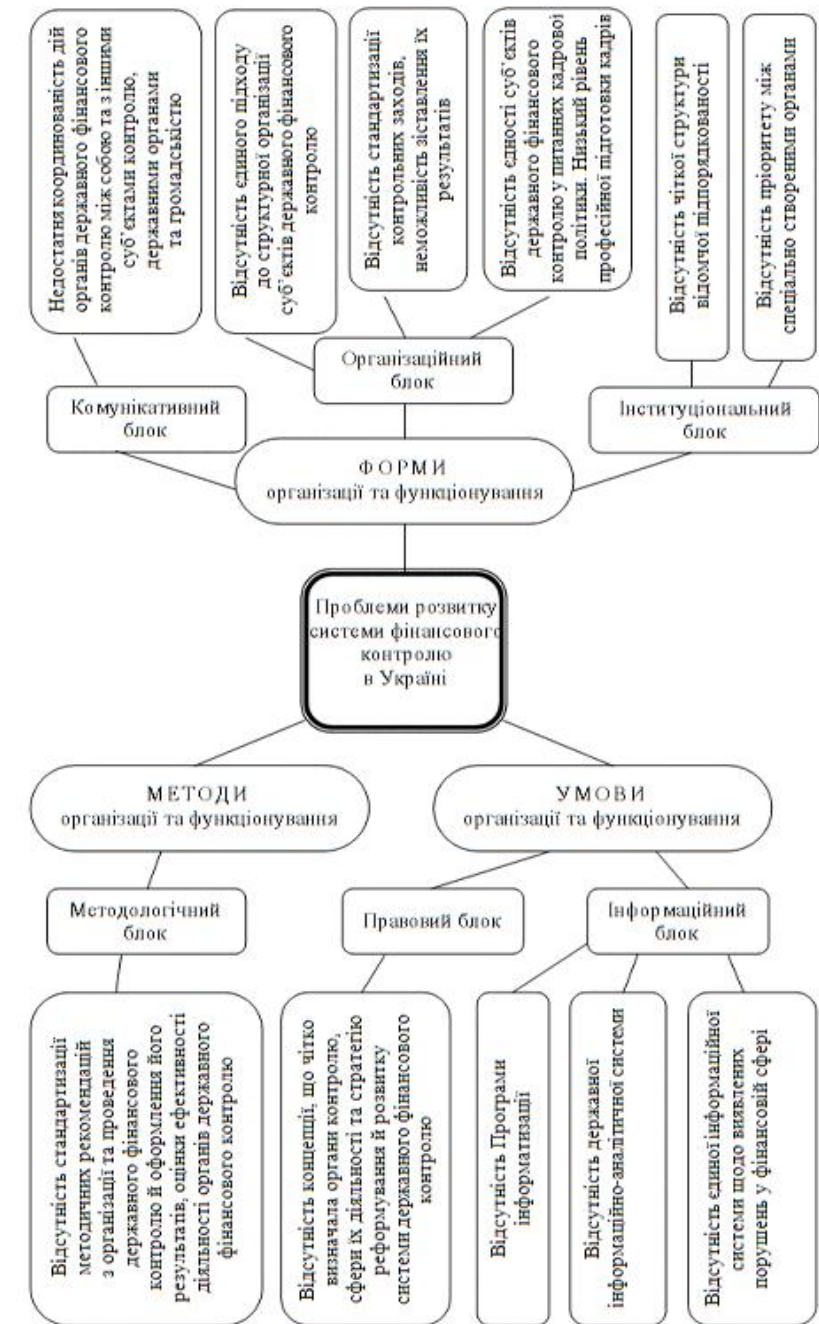 Недостатня координованість дій
органів державного фінансового
контролю між собою та з іншими
суб'єктами контролю,
державними органами
та громадськістю
Відсутність єдиного підходу
до структурної організації
суб'єктів державного фінансового
контролю
Відсутність стандартизації
контрольних заходів,
неможливість зіставлення їх
результатів
Відсутність єдності суб'єктів
державного фінансового
контролю у питаннях кадрової
політики. Низький рівень
професійної підготовки кадрів
Відсутність чіткої структури
відомчої підпорядкованості
Відсутність пріоритету між
спеціально створеними органами
Комунікативний
блок
Організаційний
блок
Інституціональний
блок
ФОРМИ
організації та функціонування
Проблеми розвитку
системи фінансового
контролю
в Україні
МЕТОДИ
організації та функціонування
УМОВИ
організації та функціонування
Методологічний
блок
Правовий блок
Інформаційний
блок
Відсутність стандартизації
методичних рекомендацій
з організації та проведення
державного фінансового
контролю й оформлення його
результатів, оцінки ефективності
діяльності органів державного
фінансового контролю
Відсутність концепції, що чітко
визначала органи контролю,
сфери їх діяльності та стратегію
реформування й розвитку
системи державного фінансового
контролю
Відсутність Програми
інформатизації
Відсутність державної
інформаційно-аналітичної системи
Відсутність єдиної інформаційної
системи щодо виявлених
порушень у фінансовій сфері